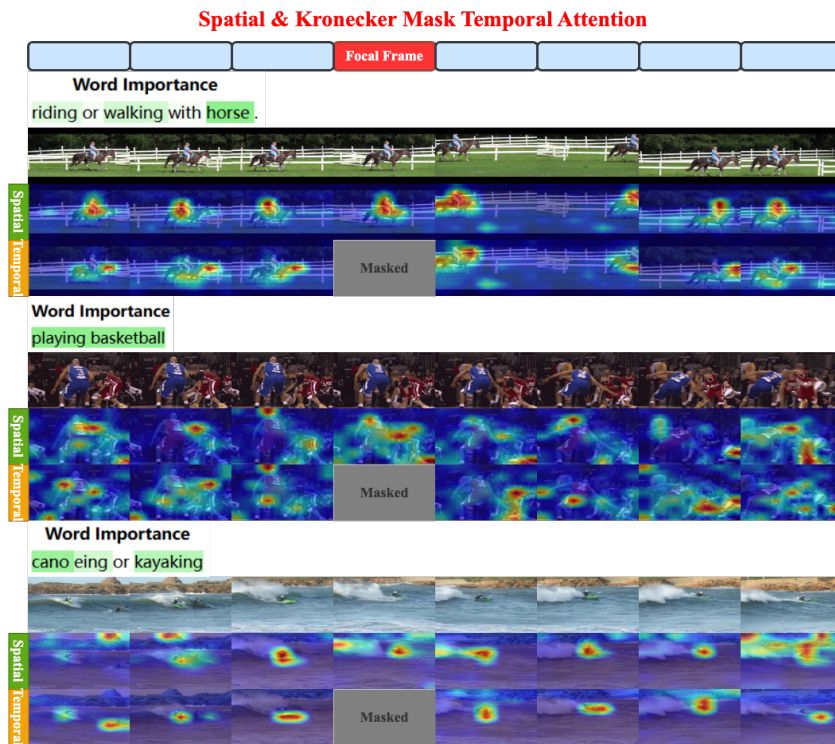 Spatial & Kronecker Mask Temporal Attention
Focal Frame
Word Importance
riding or walking with horse .
Spatial
Temporal
Masked
Word Importance
playing basketball
Spatial
Temporal
Masked
Word Importance
cano eing or kayaking
Spatial
Temporal
Masked